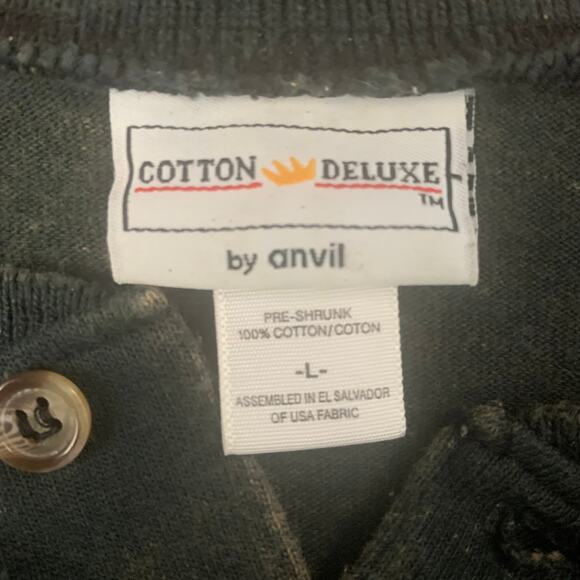 COTTON DELUXE TM
by anvil
PRE-SHRUNK
100% COTTON/COTON
-L-
ASSEMBLED IN EL SALVADOR
OF USA FABRIC